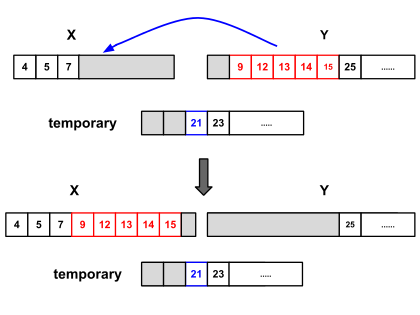 X Y
4 5 7 9 12 13 14 15 25 ......
temporary 21 23 .....
X Y
4 5 7 9 12 13 14 15 25 ......
temporary 21 23 .....